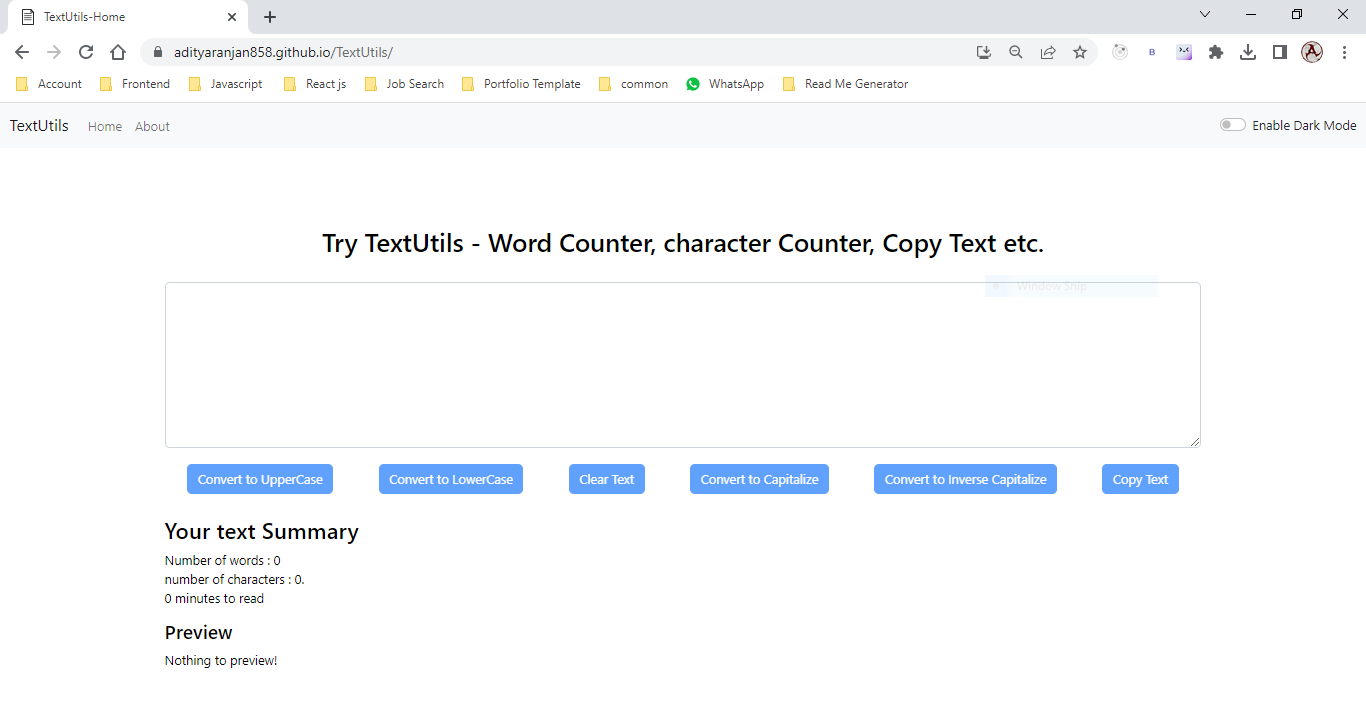 TextUtils-Home
adityaranjan858.github.io/TextUtils/
B
A
Account Frontend Javascript React js Job Search Portfolio Template common WhatsApp Read Me Generator
TextUtils Home About Enable Dark Mode
Try TextUtils - Word Counter, character Counter, Copy Text etc.
Window Snip
Convert to UpperCase Convert to LowerCase Clear Text Convert to Capitalize Convert to Inverse Capitalize Copy Text
Your text Summary
Number of words : 0
number of characters : 0.
0 minutes to read
Preview
Nothing to preview!